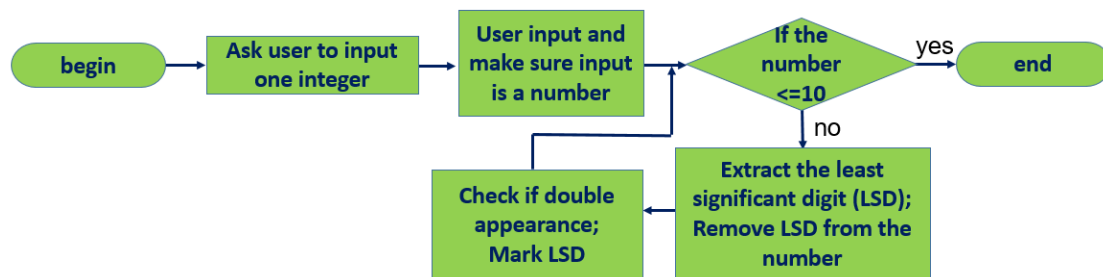 begin
Ask user to input
one integer
User input and
make sure input
is a number
If the
number
<=10
yes
end
no
Extract the least
significant digit (LSD);
Remove LSD from the
number
Check if double
appearance;
Mark LSD